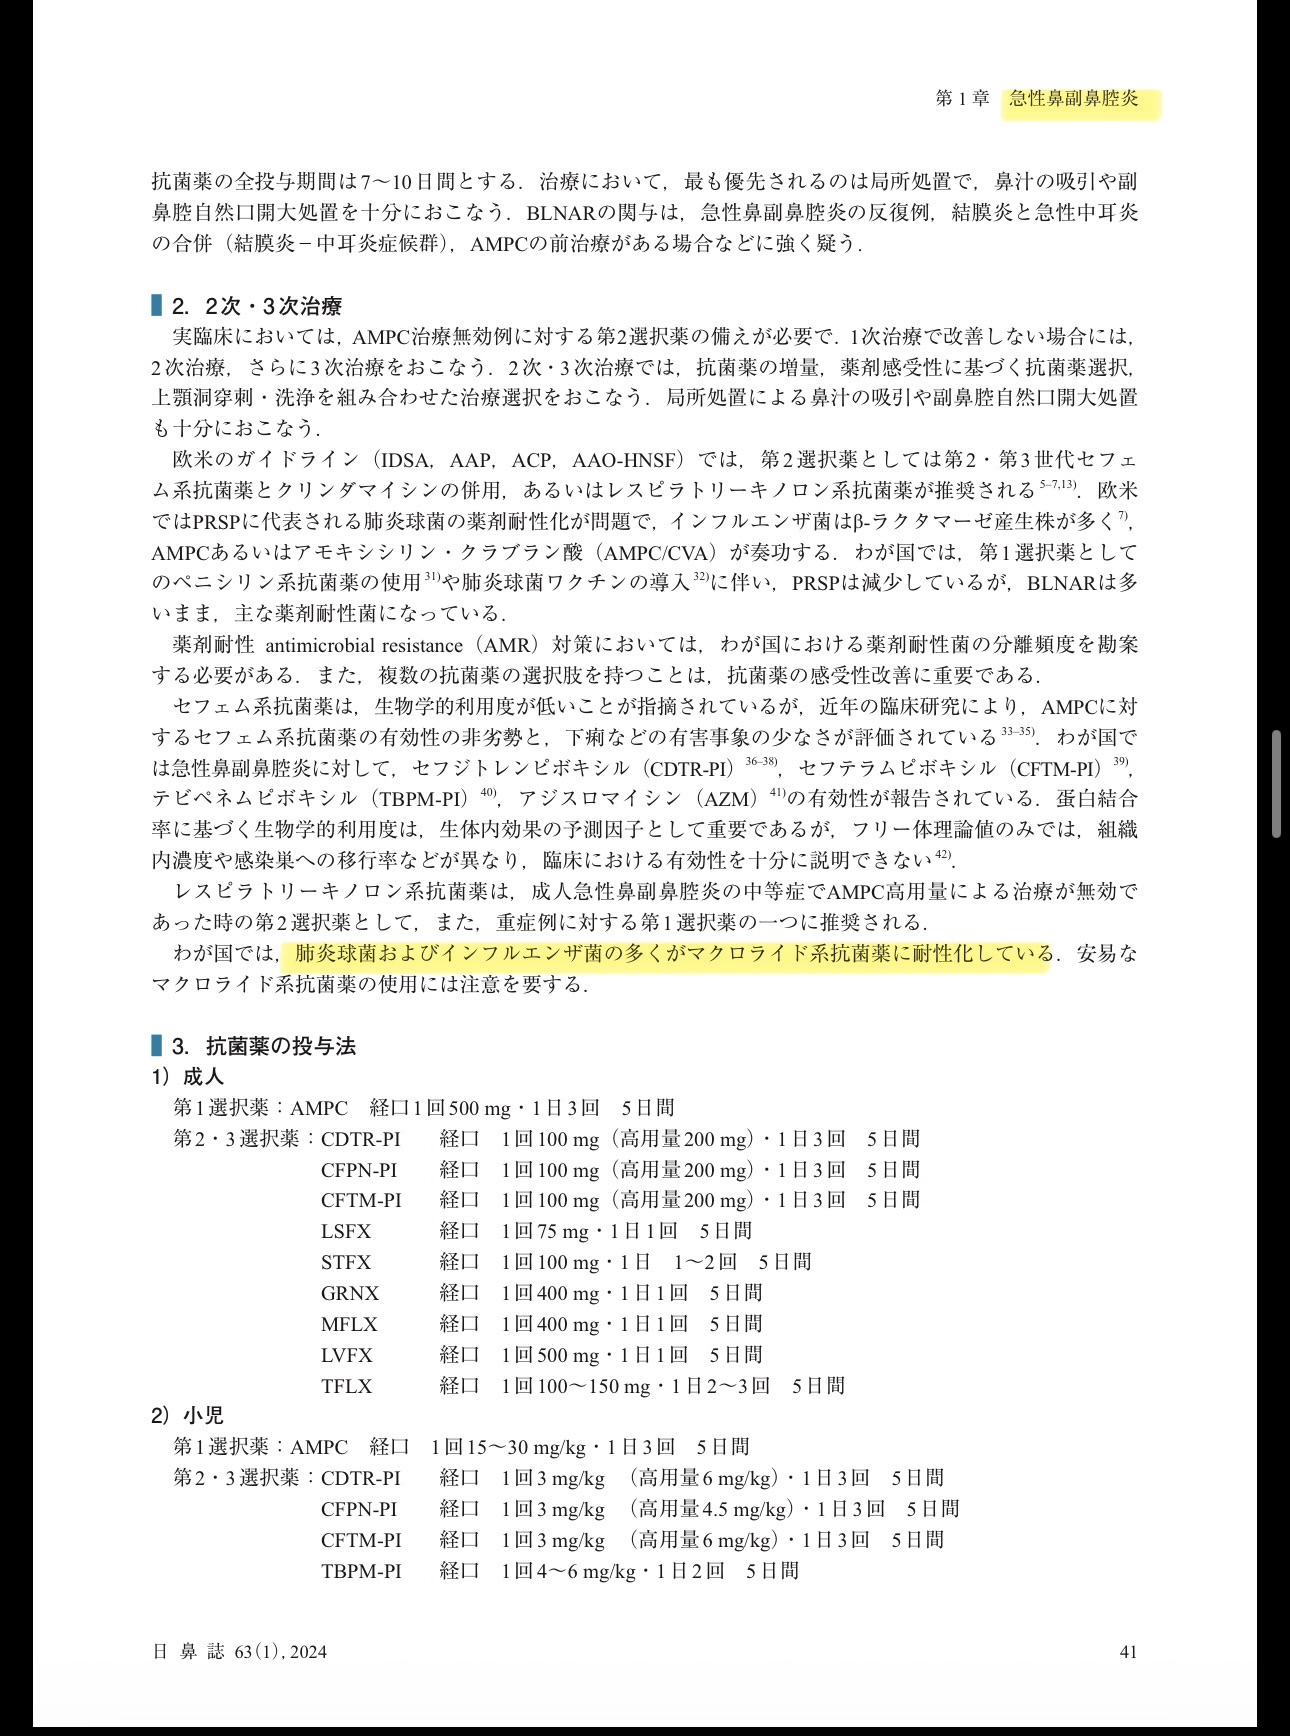 第1章 急性鼻副鼻腔炎
抗菌薬の全投与期間は7〜10日間とする．治療において，最も優先されるのは局所処置で，鼻汁の吸引や副
鼻腔自然口開大処置を十分におこなう．BLNARの関与は，急性鼻副鼻腔炎の反復例，結膜炎と急性中耳炎
の合併（結膜炎－中耳炎症候群），AMPCの前治療がある場合などに強く疑う．
2．2次・3次治療
実臨床においては，AMPC治療無効例に対する第2選択薬の備えが必要で．1次治療で改善しない場合には，
2次治療，さらに3次治療をおこなう．2次・3次治療では，抗菌薬の増量，薬剤感受性に基づく抗菌薬選択，
上顎洞穿刺・洗浄を組み合わせた治療選択をおこなう．局所処置による鼻汁の吸引や副鼻腔自然口開大処置
も十分におこなう．
欧米のガイドライン（IDSA，AAP，ACP，AAO-HNSF）では，第2選択薬としては第2・第3世代セフェ
ム系抗菌薬とクリンダマイシンの併用，あるいはレスピラトリーキノロン系抗菌薬が推奨される5–7,13)．欧米
ではPRSPに代表される肺炎球菌の薬剤耐性化が問題で，インフルエンザ菌はβ-ラクタマーゼ産生株が多く7)，
AMPCあるいはアモキシシリン・クラブラン酸（AMPC/CVA）が奏功する．わが国では，第1選択薬として
のペニシリン系抗菌薬の使用31)や肺炎球菌ワクチンの導入32)に伴い，PRSPは減少しているが，BLNARは多
いまま，主な薬剤耐性菌になっている．
薬剤耐性 antimicrobial resistance（AMR）対策においては，わが国における薬剤耐性菌の分離頻度を勘案
する必要がある．また，複数の抗菌薬の選択肢を持つことは，抗菌薬の感受性改善に重要である．
セフェム系抗菌薬は，生物学的利用度が低いことが指摘されているが，近年の臨床研究により，AMPCに対
するセフェム系抗菌薬の有効性の非劣勢と，下痢などの有害事象の少なさが評価されている33–35)．わが国で
は急性鼻副鼻腔炎に対して，セフジトレンピボキシル（CDTR-PI）36–38)，セフテラムピボキシル（CFTM-PI）39)，
テビペネムピボキシル（TBPM-PI）40)，アジスロマイシン（AZM）41)の有効性が報告されている．蛋白結合
率に基づく生物学的利用度は，生体内効果の予測因子として重要であるが，フリー体理論値のみでは，組織
内濃度や感染巣への移行率などが異なり，臨床における有効性を十分に説明できない42)．
レスピラトリーキノロン系抗菌薬は，成人急性鼻副鼻腔炎の中等症でAMPC高用量による治療が無効で
あった時の第2選択薬として，また，重症例に対する第1選択薬の一つに推奨される．
わが国では，肺炎球菌およびインフルエンザ菌の多くがマクロライド系抗菌薬に耐性化している．安易な
マクロライド系抗菌薬の使用には注意を要する．
3．抗菌薬の投与法
1）成人
第1選択薬：AMPC 経口1回500 mg・1日3回 5日間
第2・3選択薬：CDTR-PI 経口 1回100 mg（高用量200 mg）・1日3回 5日間
CFPN-PI 経口 1回100 mg（高用量200 mg）・1日3回 5日間
CFTM-PI 経口 1回100 mg（高用量200 mg）・1日3回 5日間
LSFX 経口 1回75 mg・1日1回 5日間
STFX 経口 1回100 mg・1日 1〜2回 5日間
GRNX 経口 1回400 mg・1日1回 5日間
MFLX 経口 1回400 mg・1日1回 5日間
LVFX 経口 1回500 mg・1日1回 5日間
TFLX 経口 1回100〜150 mg・1日2〜3回 5日間
2）小児
第1選択薬：AMPC 経口 1回15〜30 mg/kg・1日3回 5日間
第2・3選択薬：CDTR-PI 経口 1回3 mg/kg （高用量6 mg/kg）・1日3回 5日間
CFPN-PI 経口 1回3 mg/kg （高用量4.5 mg/kg）・1日3回 5日間
CFTM-PI 経口 1回3 mg/kg （高用量6 mg/kg）・1日3回 5日間
TBPM-PI 経口 1回4〜6 mg/kg・1日2回 5日間
日鼻誌 63(1), 2024 41